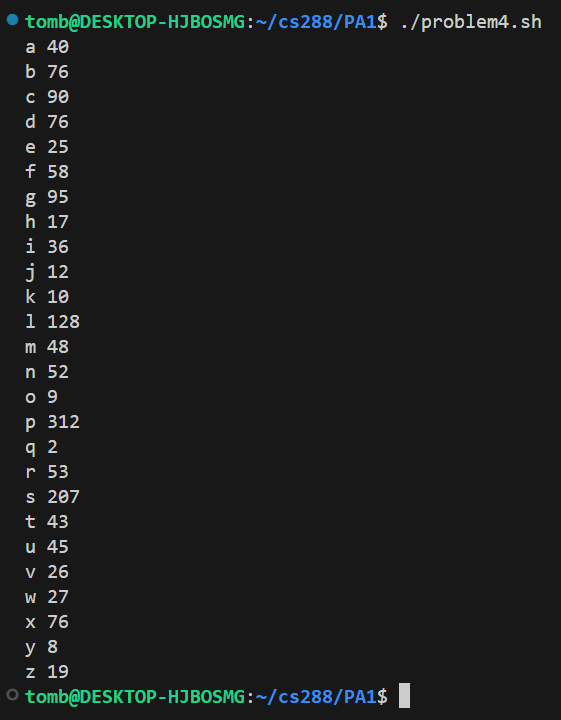 tomb@DESKTOP-HJBOSMG:~/cs288/PA1$ ./problem4.sh
a 40
b 76
c 90
d 76
e 25
f 58
g 95
h 17
i 36
j 12
k 10
l 128
m 48
n 52
o 9
p 312
q 2
r 53
s 207
t 43
u 45
v 26
w 27
x 76
y 8
z 19
tomb@DESKTOP-HJBOSMG:~/cs288/PA1$